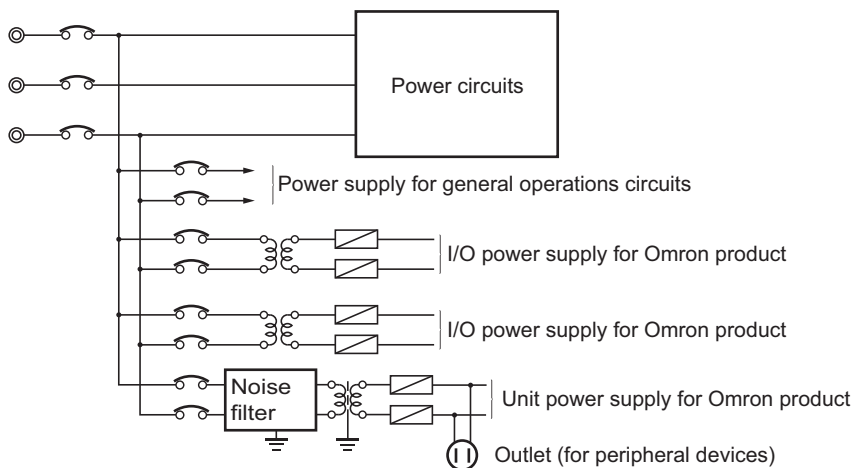 Power circuits
Power supply for general operations circuits
I/O power supply for Omron product
I/O power supply for Omron product
Noise
filter
Unit power supply for Omron product
Outlet (for peripheral devices)